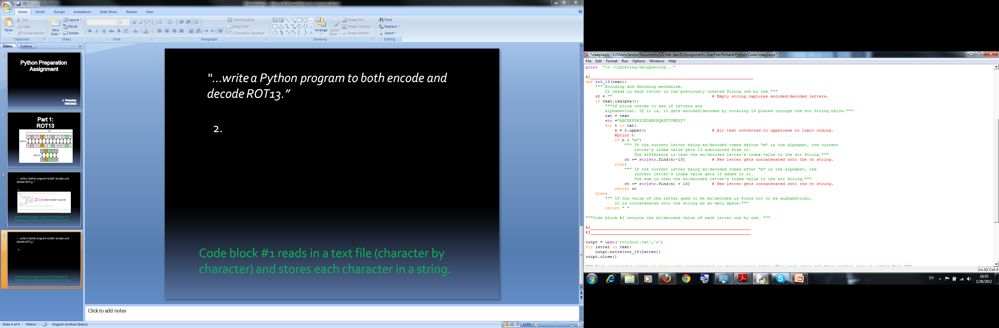 Presentation1 - Microsoft PowerPoint non-commercial use
Home Insert Design Animations Slide Show Review View
Paste
Cut
Copy
Format Painter
Clipboard
New Slide
Layout
Reset
Delete
Slides
18
B I U abc S AV Aa A
Font
Text Direction
Align Text
Convert to SmartArt
Paragraph
Arrange
Quick Styles
Shape Fill
Shape Outline
Shape Effects
Drawing
Find
Replace
Select
Editing
Slides Outline x
1
Python Preparation
Assignment
J. Pretorius
15603962
2
Part 1:
ROT13
13
A B C D E F G H I J K L M
ROT13
N O P Q R S T U V W X Y Z
H E L L O
ROT13
U R Y Y B
3
"...write a Python program to both encode and
decode ROT13."
1.
Each character in source file
Code block #1 reads in a text file (character by
character) and stores each character in a string.
4
"...write a Python program to both encode and
decode ROT13."
2.
Code block #1 reads in a text file (character by
character) and stores each character in a string.
“...write a Python program to both encode and
decode ROT13.”
2.
Code block #1 reads in a text file (character by
character) and stores each character in a string.
Click to add notes
Slide 4 of 4 "Metro" English (United States) 115%
*vraag1a.py - C:/Users/Jandre/Documents/US/4de Jaar/IS/Assignments Due/Feb/Richard/Python/Code/vraag1a.py*
File Edit Format Run Options Windows Help
print "\n ~Cyphering/decyphering..."
#2
def rot_13(text):
""" Encoding and decoding mechanism.
It reads in each letter in the previously created String one by one."""
ct = "" # Empty string captures encoded/decoded letters.
if text.isalpha():
"""If block checks to see if letters are
alphabetical. If it is, it gets encoded/decoded by rotating 13 places through the str String below."""
txt = text
str ="ABCDEFGHIJKLMNOPQRSTUVWXYZ"
for t in txt:
n = t.upper() # All text converted to uppercase to limit coding.
#print n
if n < "m":
""" If the current letter being en/decoded comes before "m" in the alphabet, the current
letter's index value gets 13 subtracted from it.
The difference is then the en/decoded letter's index value in the str String."""
ct += str[str.find(n)-13] # New letter gets concatenated onto the ct string.
else:
""" If the current letter being en/decoded comes after "m" in the alphabet, the
current letter's index value gets 13 added to it.
The sum is then the en/decoded letter's index value in the str String."""
ct += str[str.find(n) + 13] # New letter gets concatenated onto the ct string.
return ct
else:
""" If the value of the letter qued to be en/decoded is found not to be alphabetical,
it is concatenated onto the string as an emty space."""
return " "
"""Code block #2 returns the en/decoded value of each letter one by one. """
#2
#3
outpt = open('rot13out.txt','w')
for letter in text:
outpt.write(rot_13(letter))
outpt.close()
Ln: 62 Col: 0
EN
16:55
1/28/2012